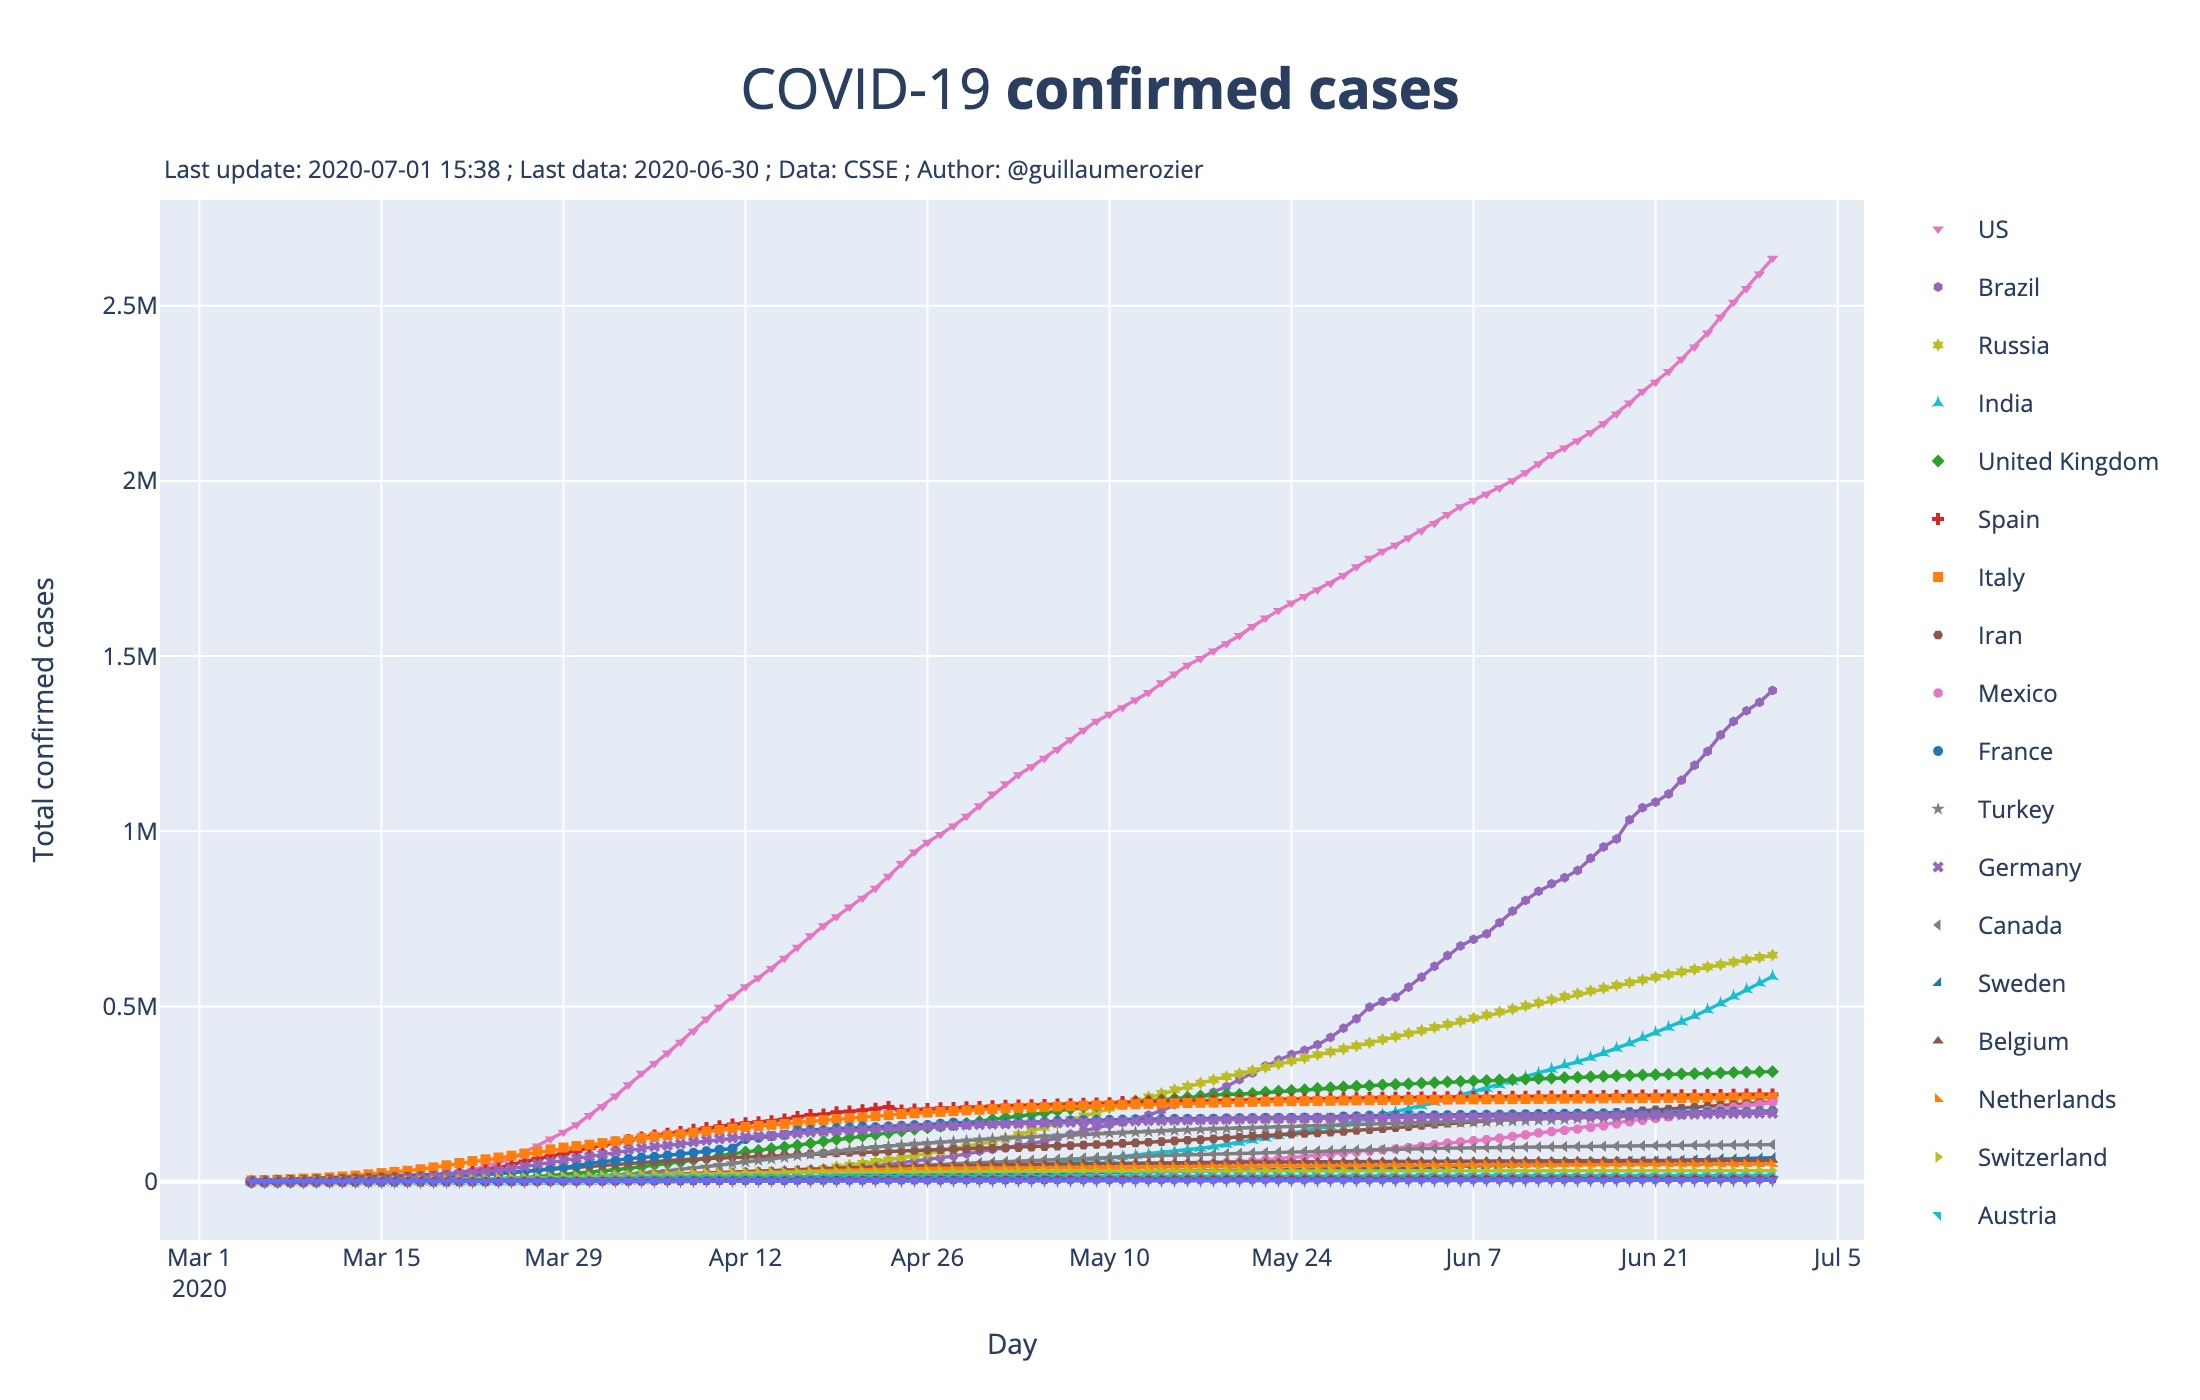 COVID-19 confirmed cases
Last update: 2020-07-01 15:38 ; Last data: 2020-06-30 ; Data: CSSE ; Author: @guillaumerozier
Total confirmed cases
2.5M
2M
1.5M
1M
0.5M
0
Mar 1 Mar 15 Mar 29 Apr 12 Apr 26 May 10 May 24 Jun 7 Jun 21 Jul 5
2020
Day
US
Brazil
Russia
India
United Kingdom
Spain
Italy
Iran
Mexico
France
Turkey
Germany
Canada
Sweden
Belgium
Netherlands
Switzerland
Austria